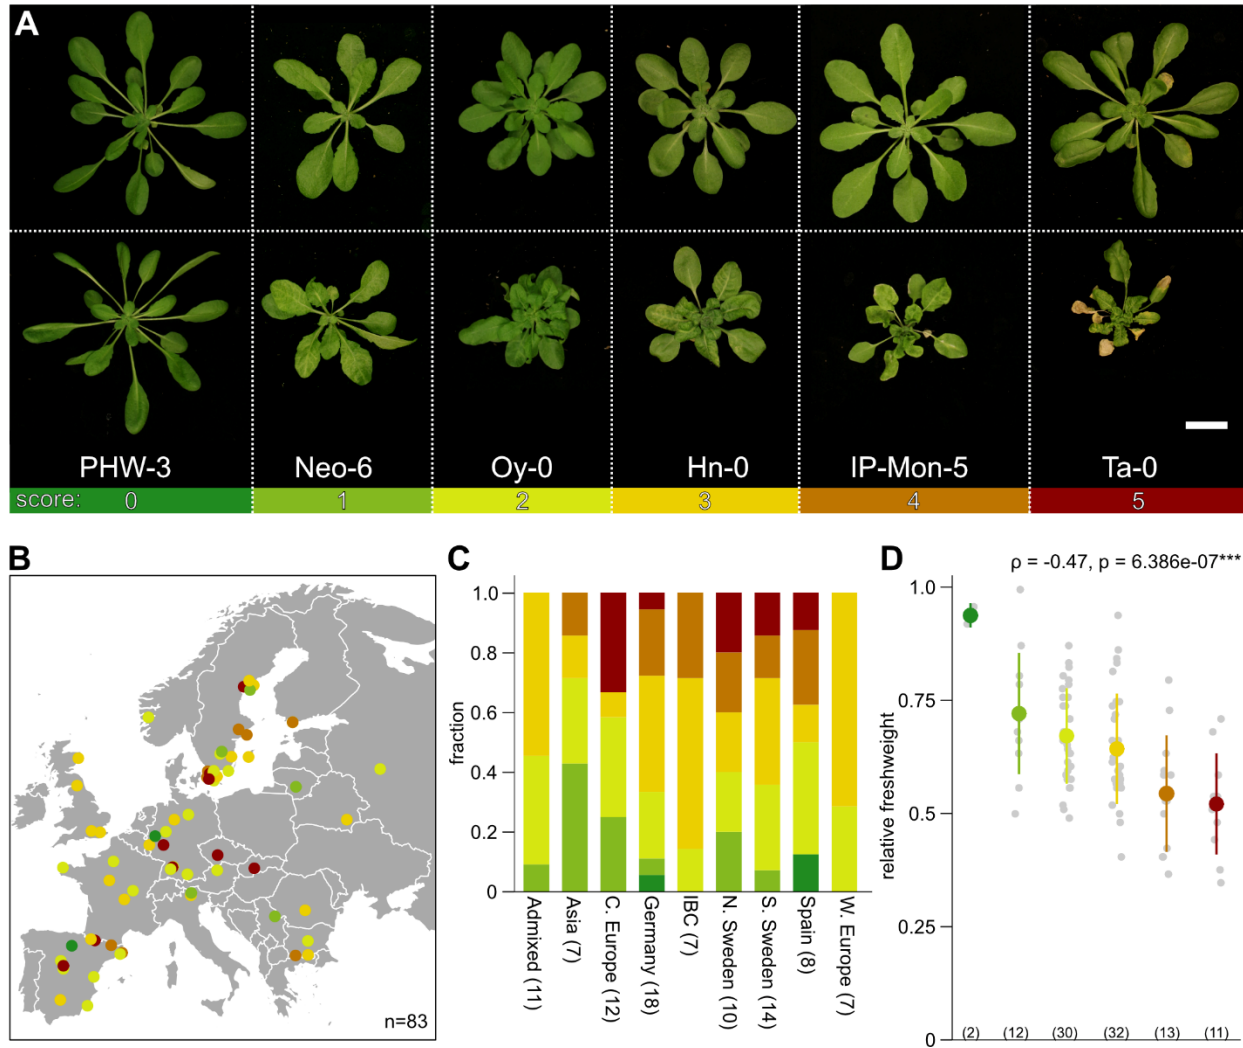 A
PHW-3 Neo-6 Oy-0 Hn-0 IP-Mon-5 Ta-0
score: 0 1 2 3 4 5
B
n=83
C
fraction
1.0
0.8
0.6
0.4
0.2
0
Admixed (11)
Asia (7)
C. Europe (12)
Germany (18)
IBC (7)
N. Sweden (10)
S. Sweden (14)
Spain (8)
W. Europe (7)
D
ρ = -0.47, p = 6.386e-07***
relative freshweight
1.0
0.75
0.5
0.25
0
(2) (12) (30) (32) (13) (11)